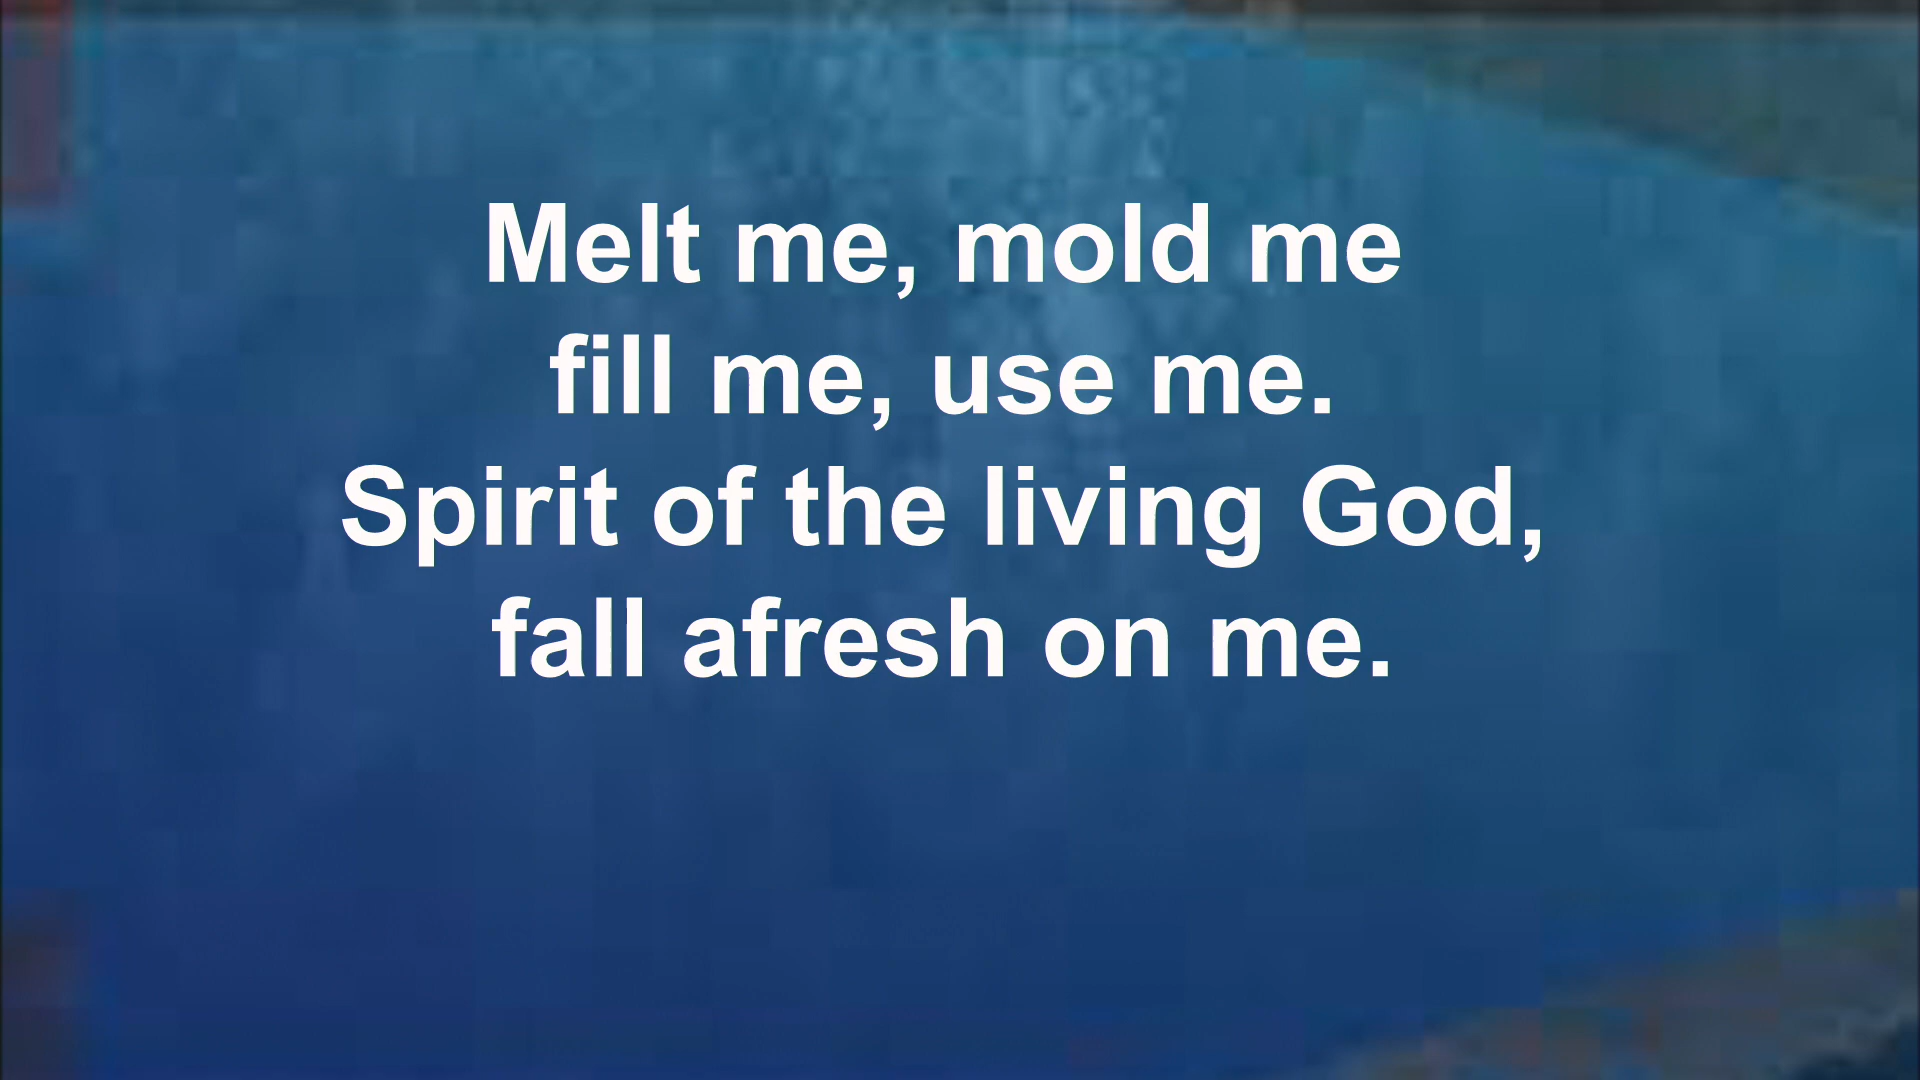 Melt me, mold me
fill me, use me.
Spirit of the living God,
fall afresh on me.